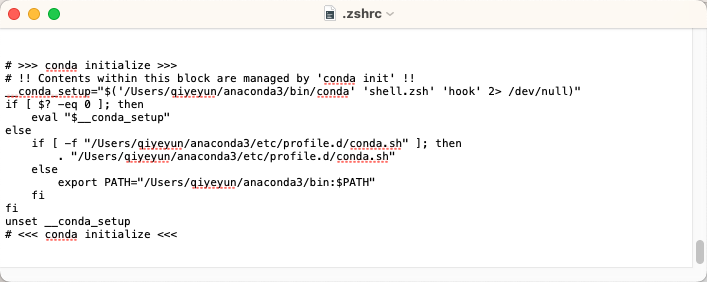 .zshrc
# >>> conda initialize >>>
# !! Contents within this block are managed by 'conda init' !!
__conda_setup="$('/Users/qiyeyun/anaconda3/bin/conda' 'shell.zsh' 'hook' 2> /dev/null)"
if [ $? -eq 0 ]; then
    eval "$__conda_setup"
else
    if [ -f "/Users/qiyeyun/anaconda3/etc/profile.d/conda.sh" ]; then
        . "/Users/qiyeyun/anaconda3/etc/profile.d/conda.sh"
    else
        export PATH="/Users/qiyeyun/anaconda3/bin:$PATH"
    fi
fi
unset __conda_setup
# <<< conda initialize <<<